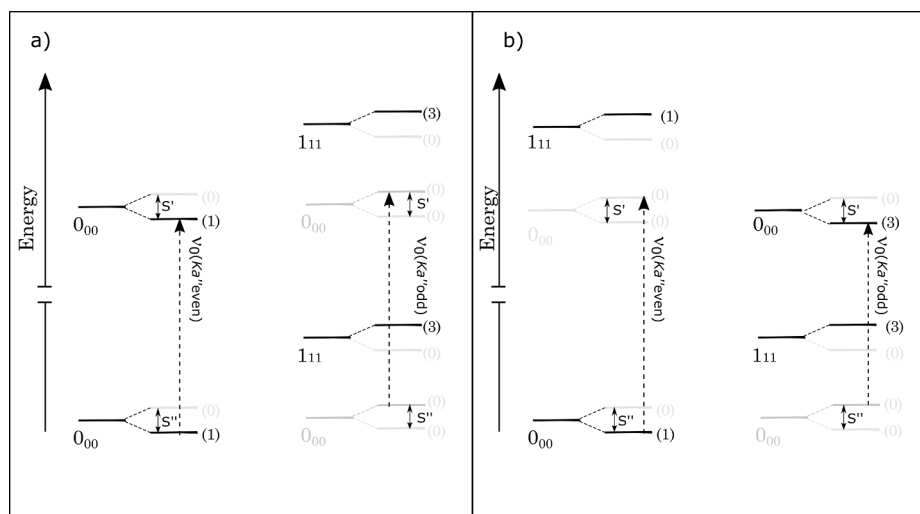 a)
Energy
1₁₁
(3)
(0)
0₀₀
(0)
(1)
S'
0₀₀
(0)
(0)
S'
ν₀(Ka''even)
ν₀(Ka''odd)
1₁₁
(3)
(0)
0₀₀
(0)
(1)
S''
0₀₀
(0)
(0)
S''
b)
Energy
1₁₁
(1)
(0)
0₀₀
(0)
(0)
S'
0₀₀
(0)
(3)
S'
ν₀(Ka''even)
ν₀(Ka''odd)
1₁₁
(3)
(0)
0₀₀
(0)
(1)
S''
0₀₀
(0)
(0)
S''